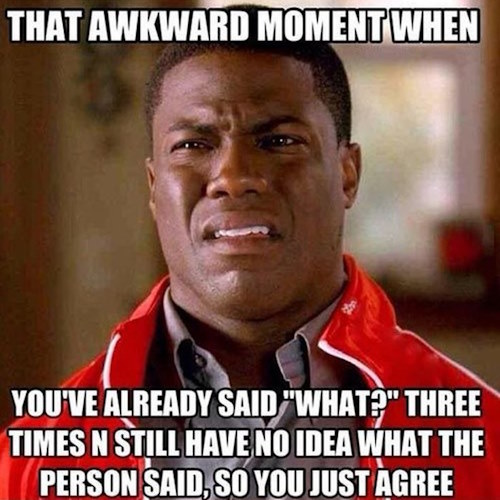 THAT AWKWARD MOMENT WHEN
YOU'VE ALREADY SAID "WHAT?" THREE
TIMES N STILL HAVE NO IDEA WHAT THE
PERSON SAID, SO YOU JUST AGREE